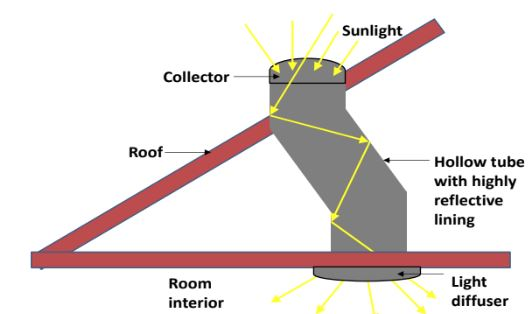 Sunlight
Collector
Roof
Hollow tube
with highly
reflective
lining
Room
interior
Light
diffuser